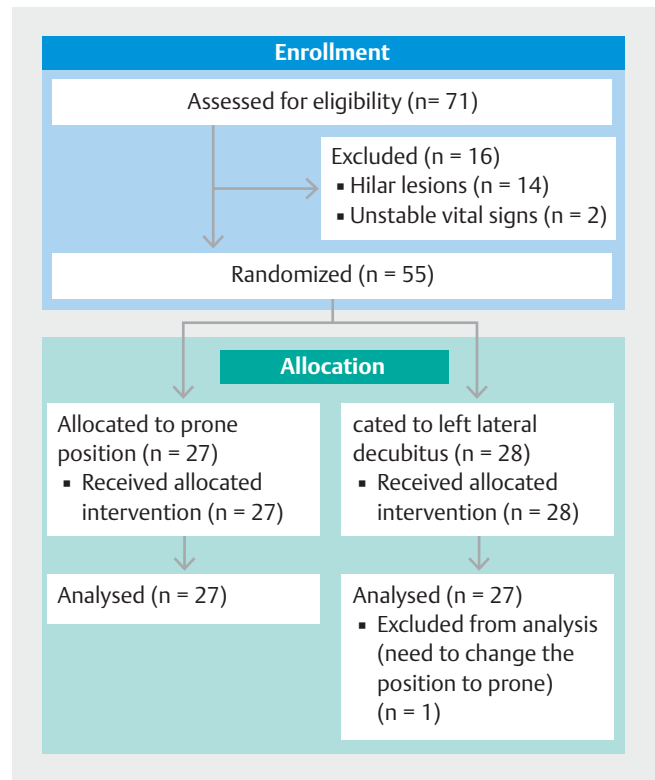 Enrollment
Assessed for eligibility (n= 71)
Excluded (n = 16)
▪ Hilar lesions (n = 14)
▪ Unstable vital signs (n = 2)
Randomized (n = 55)
Allocation
Allocated to prone
position (n = 27)
▪ Received allocated
intervention (n = 27)
cated to left lateral
decubitus (n = 28)
▪ Received allocated
intervention (n = 28)
Analysed (n = 27)
Analysed (n = 27)
▪ Excluded from analysis
(need to change the
position to prone)
(n = 1)